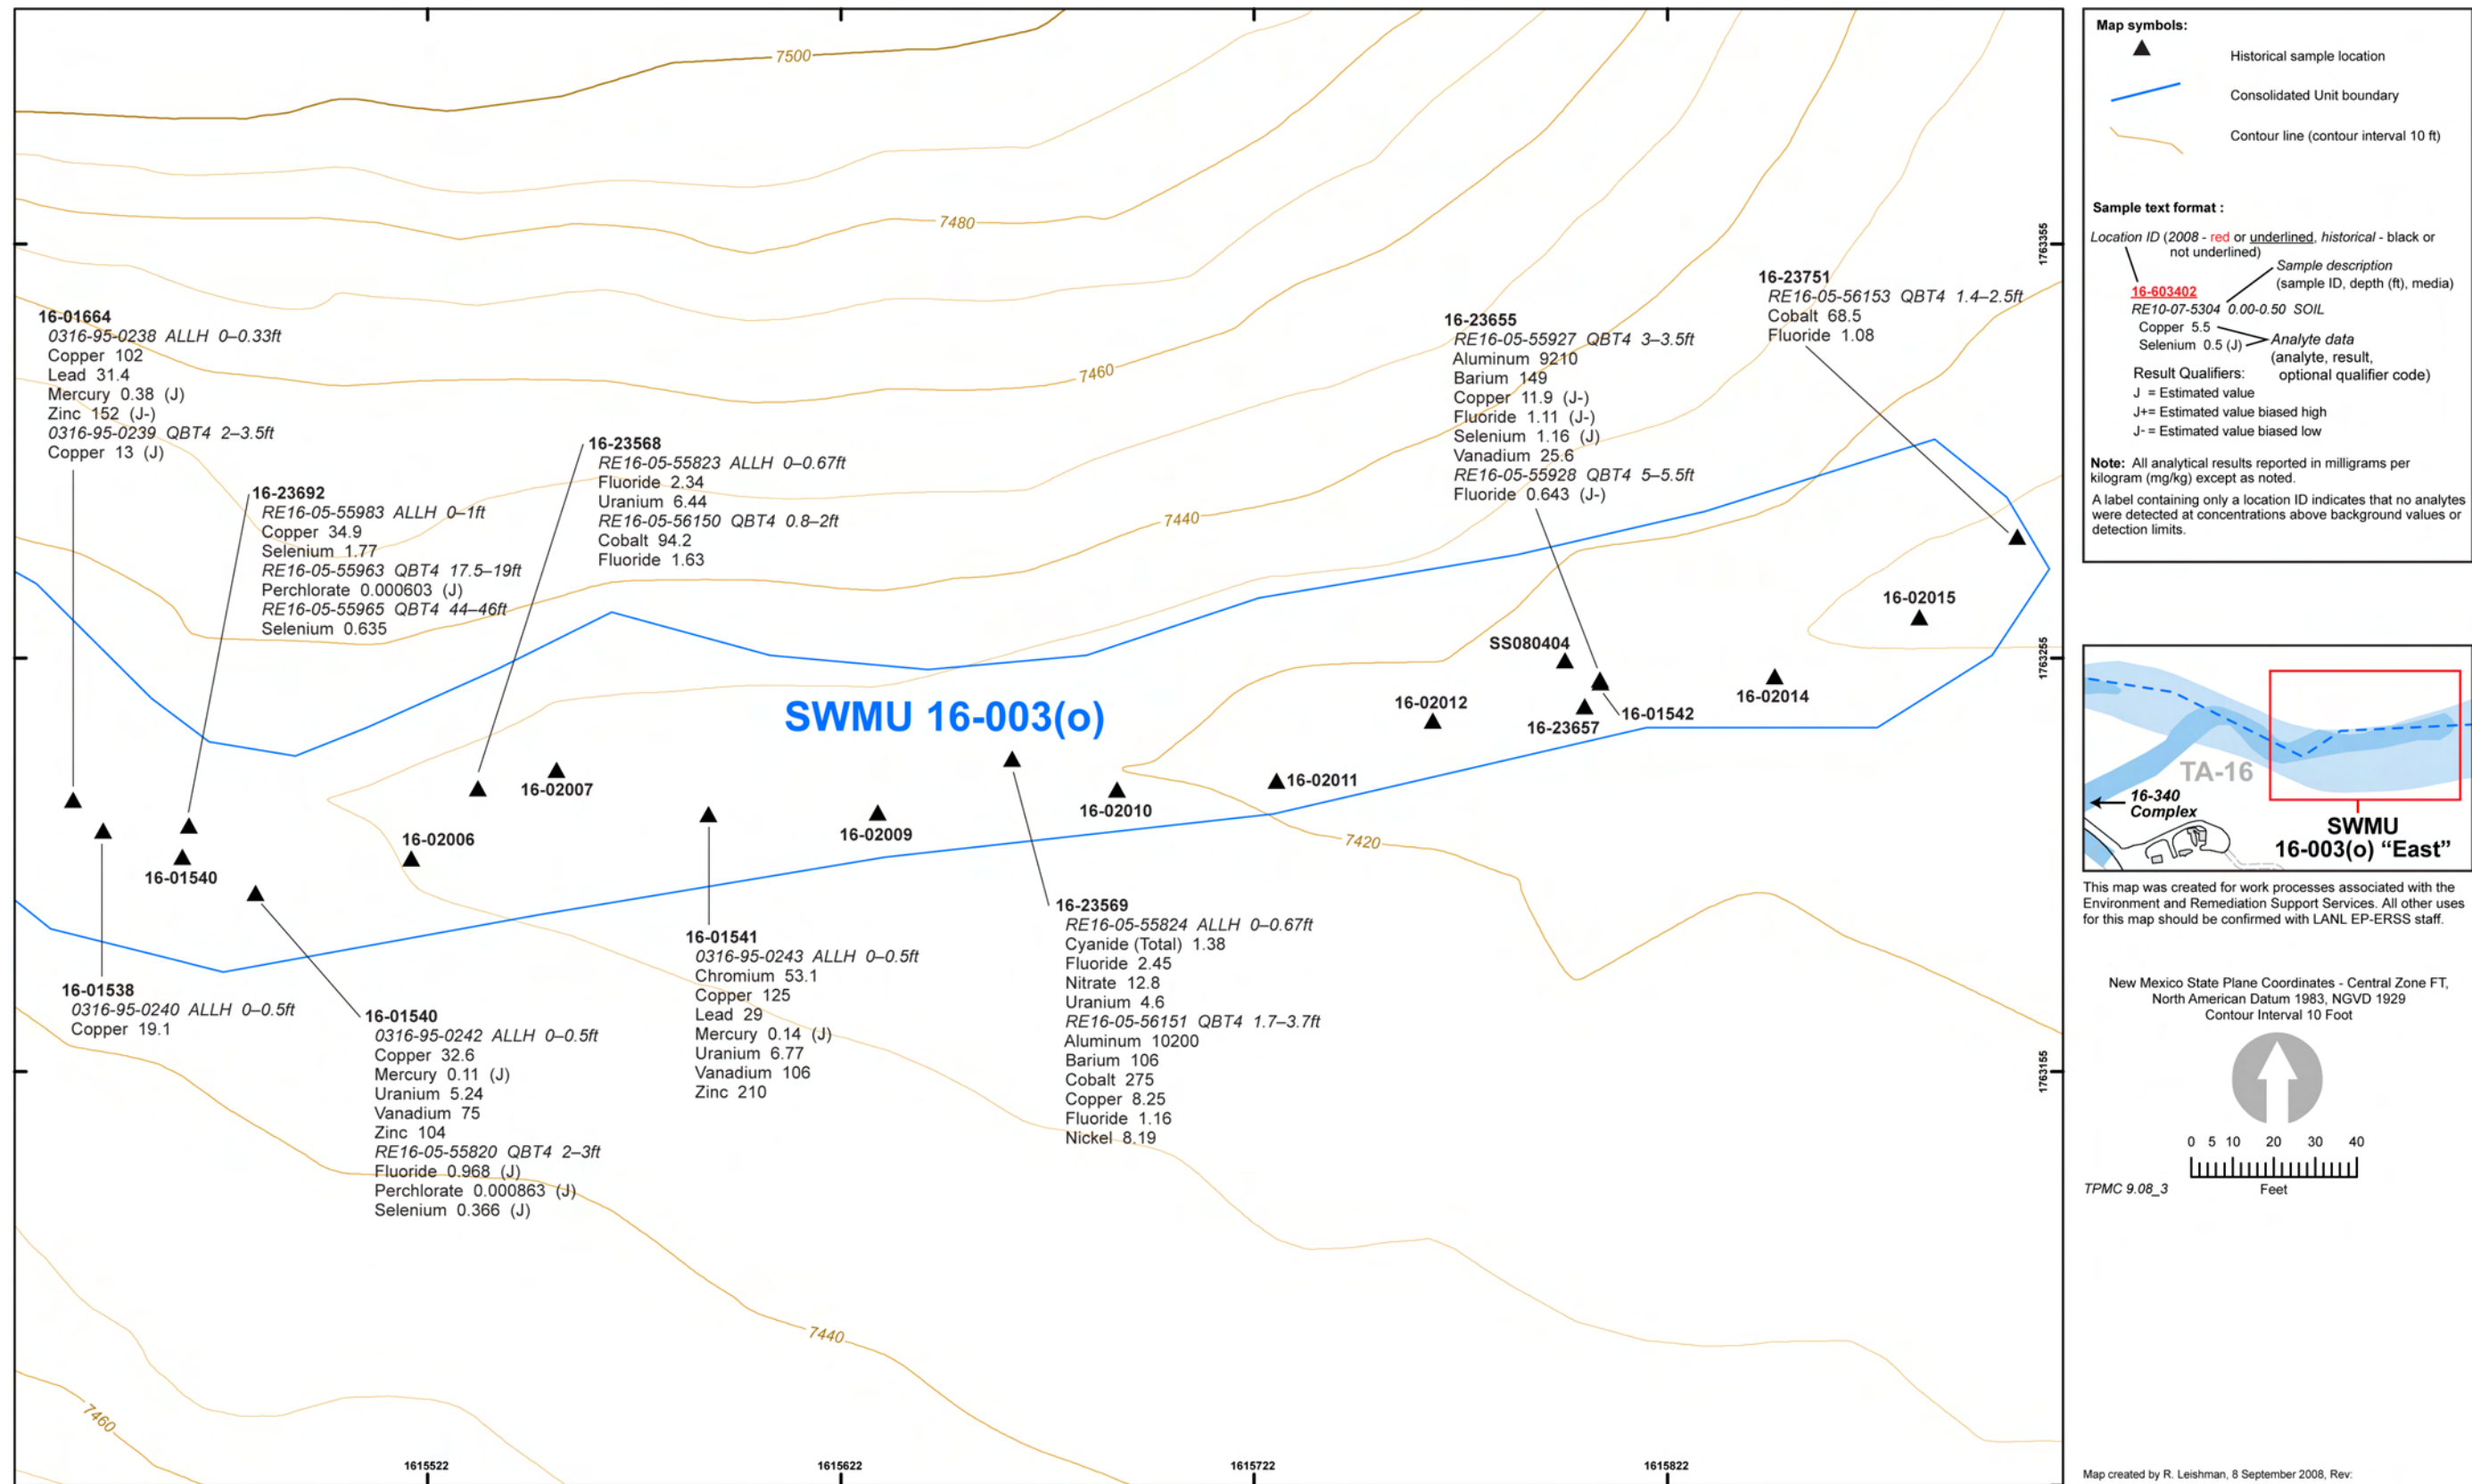 7500
7480
7460
7440
7420
7440
7460
16-01664
0316-95-0238 ALLH 0–0.33ft
Copper 102
Lead 31.4
Mercury 0.38 (J)
Zinc 152 (J-)
0316-95-0239 QBT4 2–3.5ft
Copper 13 (J)
16-23692
RE16-05-55983 ALLH 0–1ft
Copper 34.9
Selenium 1.77
RE16-05-55963 QBT4 17.5–19ft
Perchlorate 0.000603 (J)
RE16-05-55965 QBT4 44–46ft
Selenium 0.635
16-23568
RE16-05-55823 ALLH 0–0.67ft
Fluoride 2.34
Uranium 6.44
RE16-05-56150 QBT4 0.8–2ft
Cobalt 94.2
Fluoride 1.63
16-23655
RE16-05-55927 QBT4 3–3.5ft
Aluminum 9210
Barium 149
Copper 11.9 (J-)
Fluoride 1.11 (J-)
Selenium 1.16 (J)
Vanadium 25.6
RE16-05-55928 QBT4 5–5.5ft
Fluoride 0.643 (J-)
16-23751
RE16-05-56153 QBT4 1.4–2.5ft
Cobalt 68.5
Fluoride 1.08
16-02015
SS080404
16-02014
16-02012
16-23657
16-01542
SWMU 16-003(o)
16-02007
16-02006
16-01540
16-02009
16-02010
16-02011
16-01538
0316-95-0240 ALLH 0–0.5ft
Copper 19.1
16-01540
0316-95-0242 ALLH 0–0.5ft
Copper 32.6
Mercury 0.11 (J)
Uranium 5.24
Vanadium 75
Zinc 104
RE16-05-55820 QBT4 2–3ft
Fluoride 0.968 (J)
Perchlorate 0.000863 (J)
Selenium 0.366 (J)
16-01541
0316-95-0243 ALLH 0–0.5ft
Chromium 53.1
Copper 125
Lead 29
Mercury 0.14 (J)
Uranium 6.77
Vanadium 106
Zinc 210
16-23569
RE16-05-55824 ALLH 0–0.67ft
Cyanide (Total) 1.38
Fluoride 2.45
Nitrate 12.8
Uranium 4.6
RE16-05-56151 QBT4 1.7–3.7ft
Aluminum 10200
Barium 106
Cobalt 275
Copper 8.25
Fluoride 1.16
Nickel 8.19
1763355
1763255
1763155
1615522
1615622
1615722
1615822
Map symbols:
Historical sample location
Consolidated Unit boundary
Contour line (contour interval 10 ft)
Sample text format :
Location ID (2008 - red or underlined, historical - black or
not underlined)
Sample description
(sample ID, depth (ft), media)
16-603402
RE10-07-5304 0.00-0.50 SOIL
Copper 5.5
Selenium 0.5 (J)
Analyte data
(analyte, result,
optional qualifier code)
Result Qualifiers:
J = Estimated value
J+= Estimated value biased high
J- = Estimated value biased low
Note: All analytical results reported in milligrams per
kilogram (mg/kg) except as noted.
A label containing only a location ID indicates that no analytes
were detected at concentrations above background values or
detection limits.
TA-16
16-340
Complex
SWMU
16-003(o) “East”
This map was created for work processes associated with the
Environment and Remediation Support Services. All other uses
for this map should be confirmed with LANL EP-ERSS staff.
New Mexico State Plane Coordinates - Central Zone FT,
North American Datum 1983, NGVD 1929
Contour Interval 10 Foot
0 5 10 20 30 40
Feet
TPMC 9.08_3
Map created by R. Leishman, 8 September 2008, Rev: